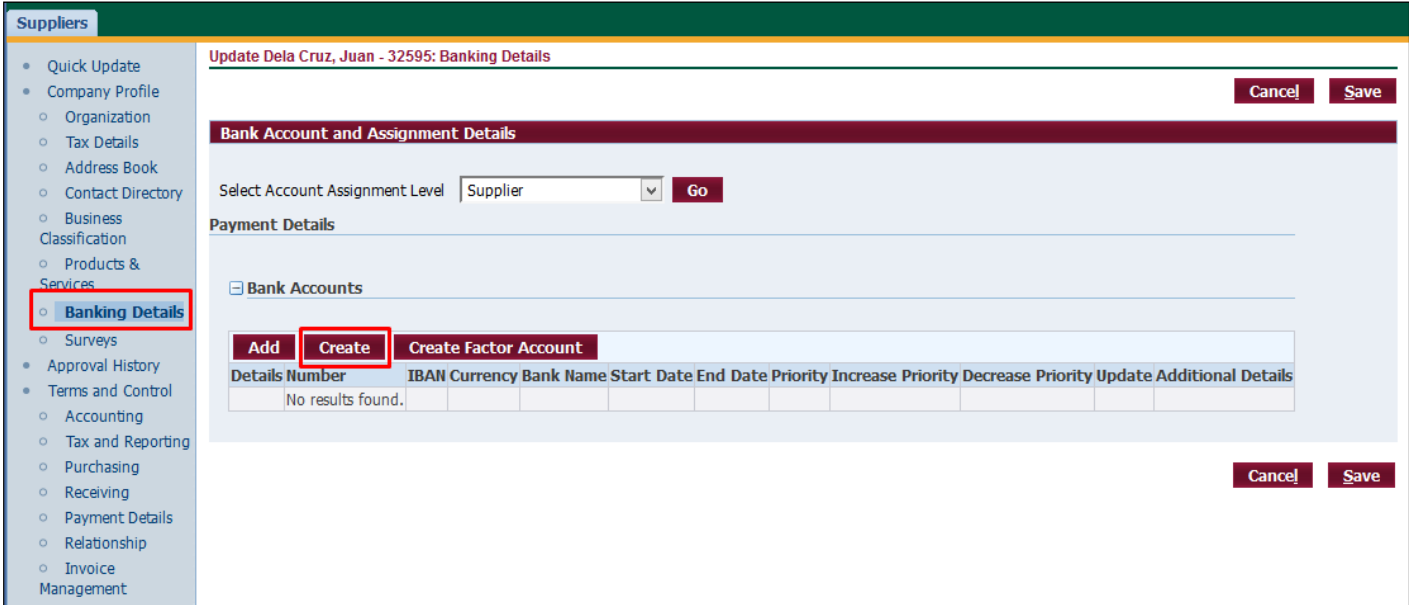 Suppliers
Quick Update
Company Profile
Organization
Tax Details
Address Book
Contact Directory
Business
Classification
Products &
Services
Banking Details
Surveys
Approval History
Terms and Control
Accounting
Tax and Reporting
Purchasing
Receiving
Payment Details
Relationship
Invoice
Management
Update Dela Cruz, Juan - 32595: Banking Details
Cancel Save
Bank Account and Assignment Details
Select Account Assignment Level Supplier Go
Payment Details
Bank Accounts
Add Create Create Factor Account
Details Number IBAN Currency Bank Name Start Date End Date Priority Increase Priority Decrease Priority Update Additional Details
No results found.
Cancel Save